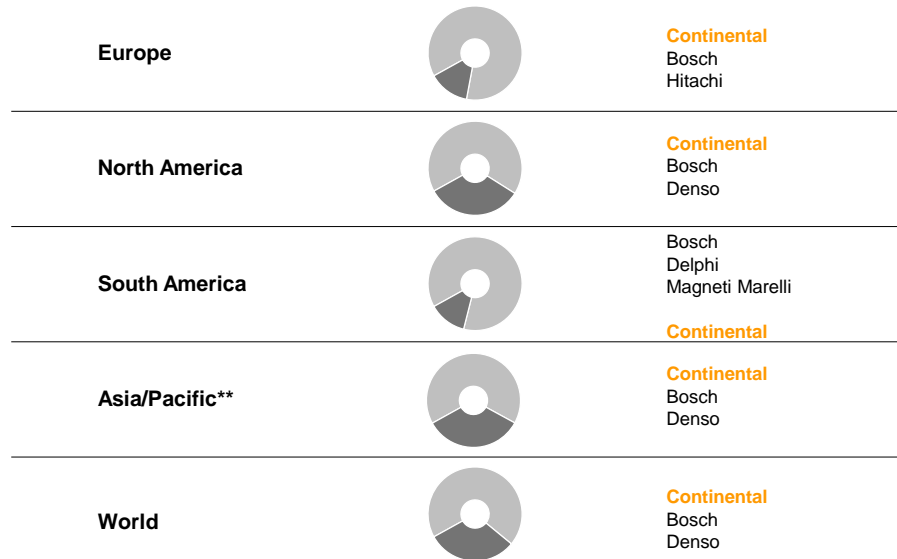 Europe
Continental
Bosch
Hitachi
North America
Continental
Bosch
Denso
South America
Bosch
Delphi
Magneti Marelli
Continental
Asia/Pacific**
Continental
Bosch
Denso
World
Continental
Bosch
Denso